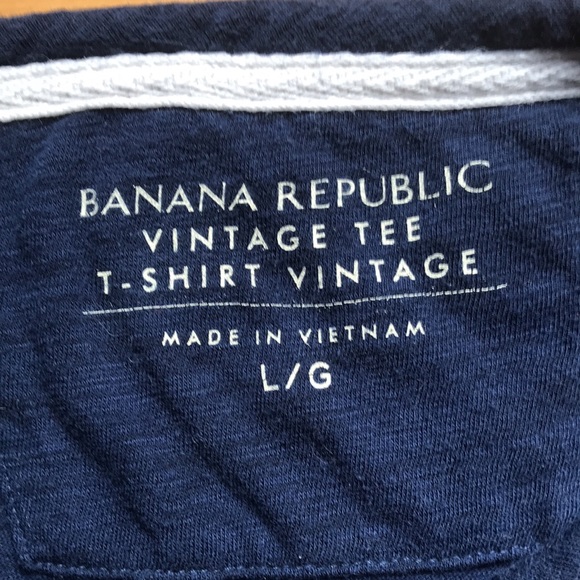 BANANA REPUBLIC
VINTAGE TEE
T-SHIRT VINTAGE
MADE IN VIETNAM
L/G